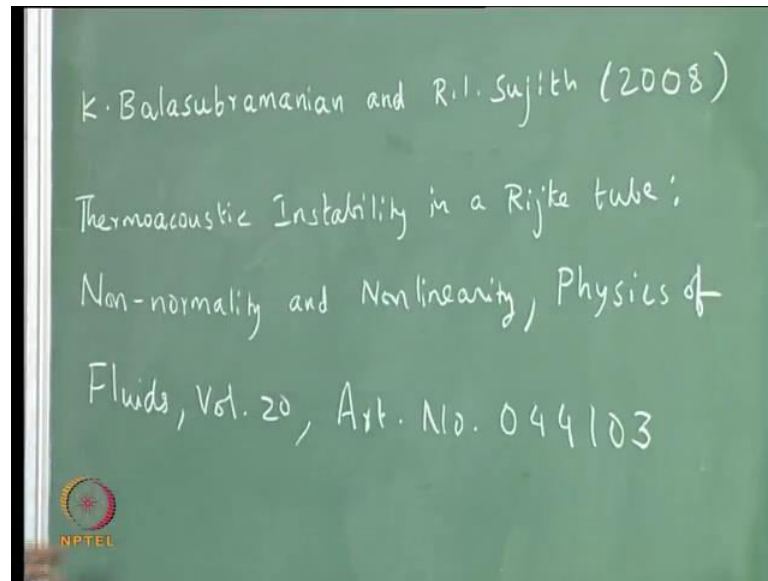 K. Balasubramanian and R.I. Sujith (2008)
Thermoacoustic Instability in a Rijke tube:
Non-normality and Nonlinearity, Physics of
Fluids, Vol. 20, Art. No. 044103
NPTEL